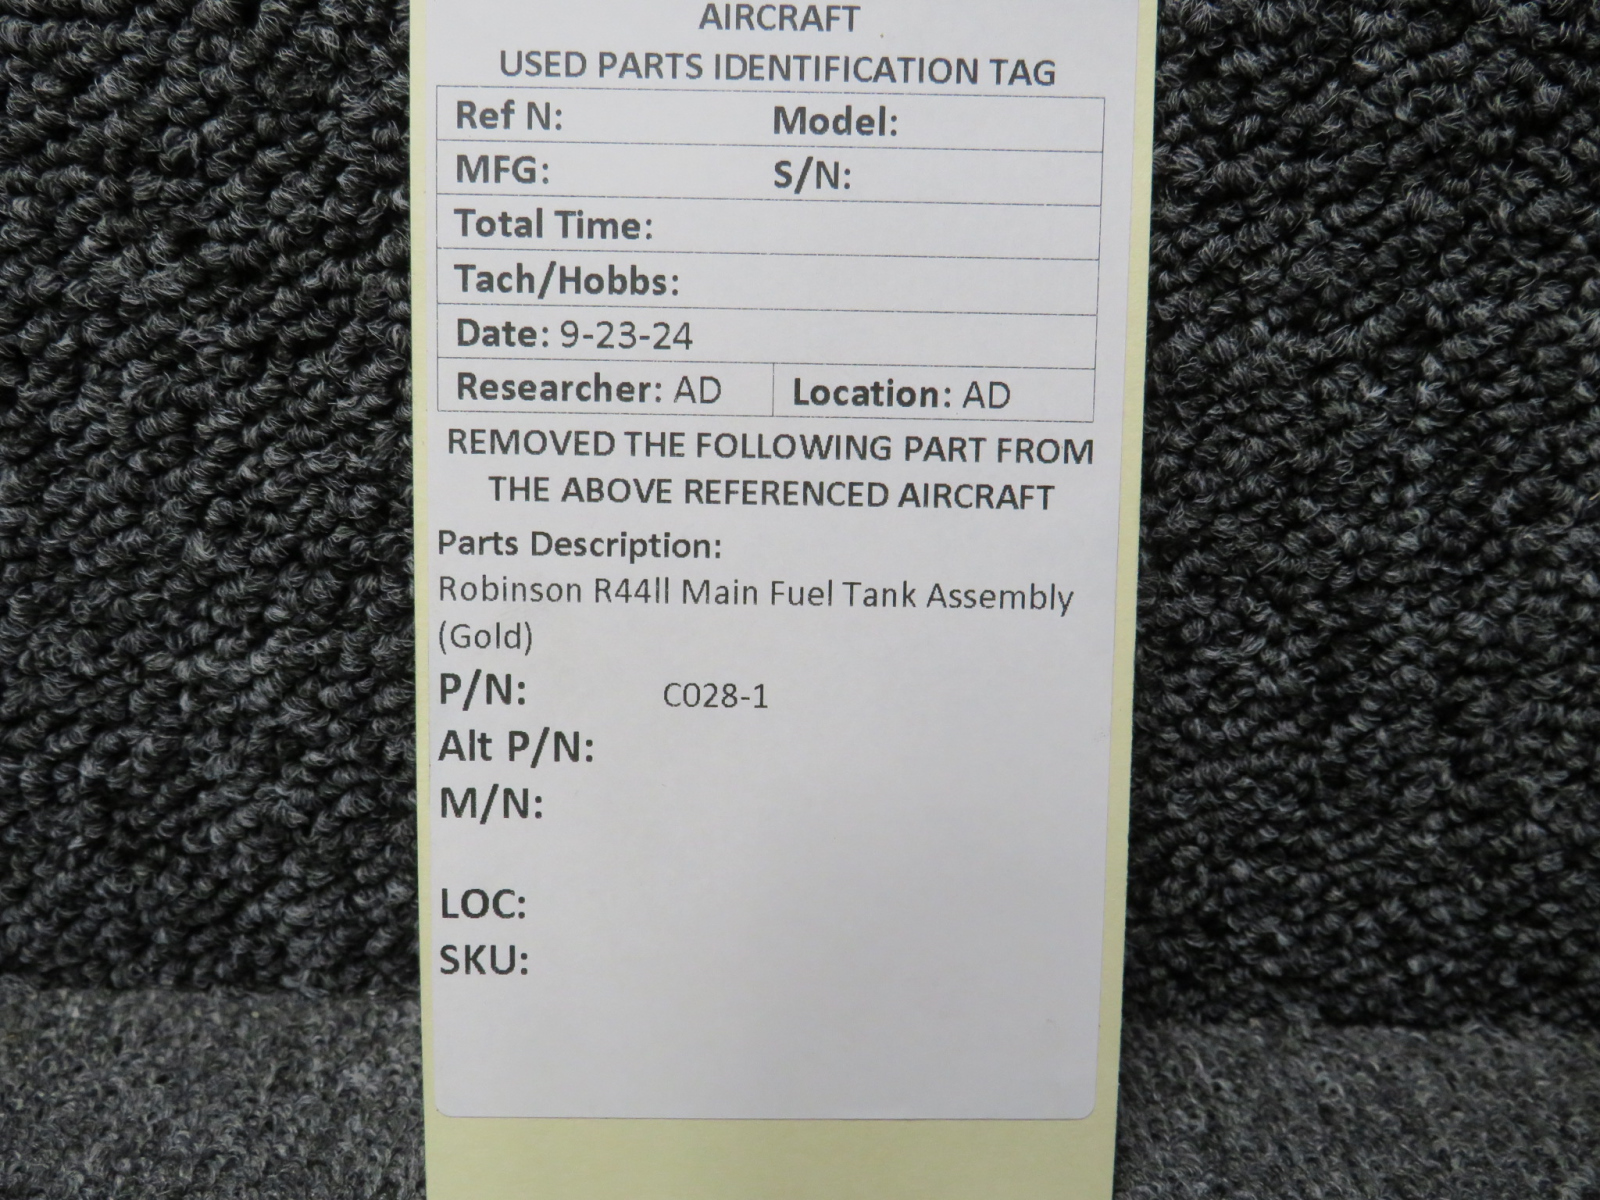 AIRCRAFT
USED PARTS IDENTIFICATION TAG
Ref N: Model:
MFG: S/N:
Total Time:
Tach/Hobbs:
Date: 9-23-24
Researcher: AD Location: AD
REMOVED THE FOLLOWING PART FROM
THE ABOVE REFERENCED AIRCRAFT
Parts Description:
Robinson R44ll Main Fuel Tank Assembly
(Gold)
P/N: C028-1
Alt P/N:
M/N:
LOC:
SKU: